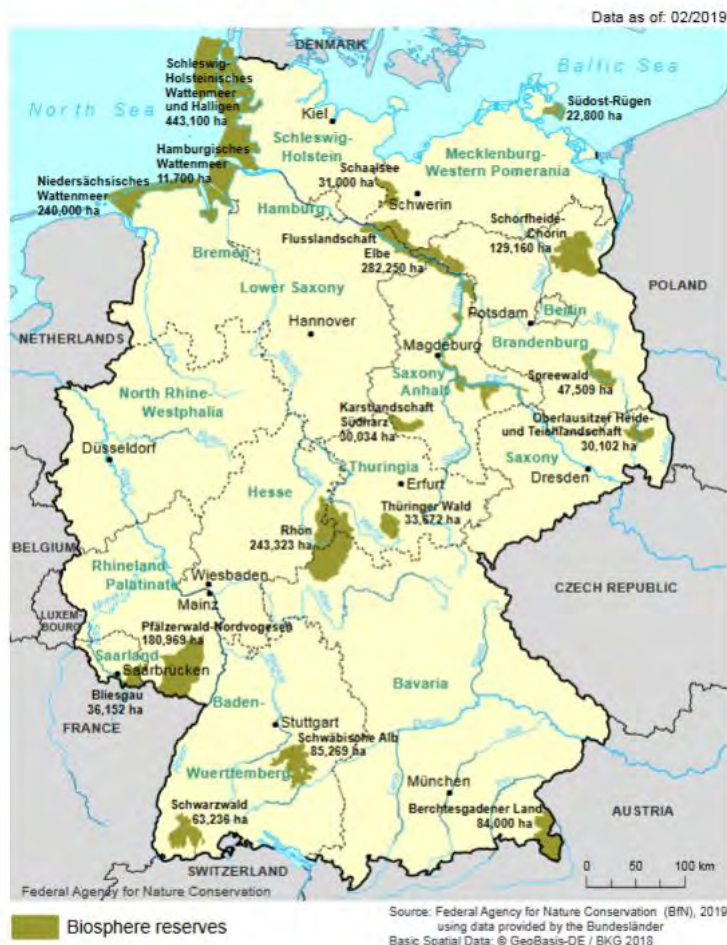 Data as of: 02/2019
DENMARK
Baltic Sea
North Sea
Schleswig-
Holsteinisches
Wattenmeer
und Halligen
443,100 ha
Kiel
Südost-Rügen
22,800 ha
Schleswig-
Holstein
Hamburgisches
Wattenmeer
11,700 ha
Schaalsee
31,000 ha
Mecklenburg-
Western Pomerania
Niedersächsisches
Wattenmeer
240,000 ha
Schwerin
Hamburg
Schorfheide-
Chorin
129,160 ha
Flusslandschaft
Elbe
282,250 ha
Bremen
Lower Saxony
POLAND
Potsdam
Berlin
Hannover
NETHERLANDS
Brandenburg
Magdeburg
Saxony
Anhalt
Spreewald
47,509 ha
North Rhine-
Westphalia
Karstlandschaft
Südharz
30,034 ha
Oberlausitzer Heide-
und Teichlandschaft
30,102 ha
Düsseldorf
Thuringia
Saxony
Erfurt
Dresden
Hesse
Thüringer Wald
33,672 ha
Rhön
243,323 ha
BELGIUM
Rhineland
Palatinate
Wiesbaden
Mainz
CZECH REPUBLIC
LUXEM-
BOURG
Pfälzerwald-Nordvogesen
180,969 ha
Saarland
Saarbrücken
Bliesgau
36,152 ha
Bavaria
Baden-
FRANCE
Stuttgart
Schwäbische Alb
85,269 ha
Wuerttemberg
München
Schwarzwald
63,236 ha
Berchtesgadener Land
84,000 ha
AUSTRIA
SWITZERLAND
0 50 100 km
Federal Agency for Nature Conservation
Biosphere reserves
Source: Federal Agency for Nature Conservation (BfN), 2019
using data provided by the Bundesländer
Basic Spatial Data: © GeoBasis-DE / BKG 2018